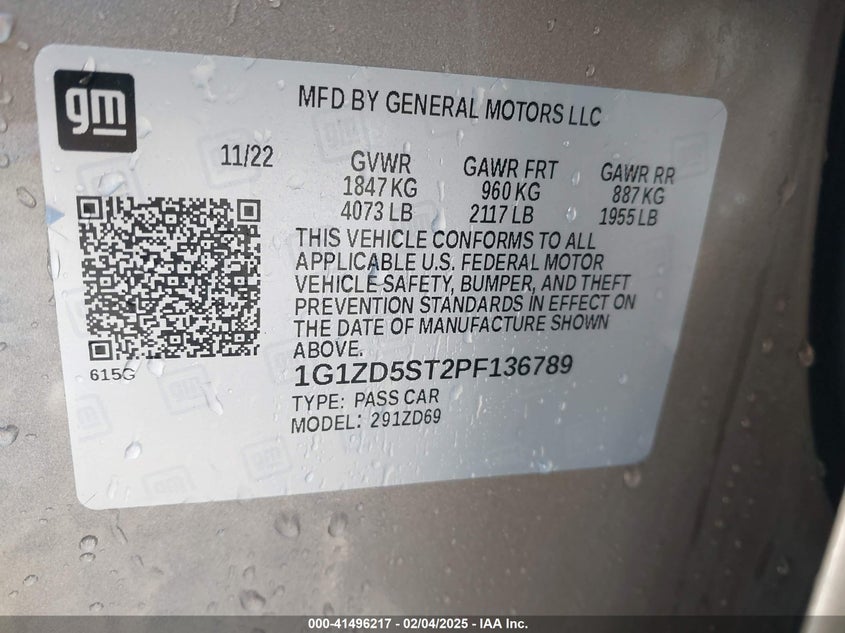 gm
MFD BY GENERAL MOTORS LLC
11/22
GVWR
1847 KG
4073 LB
GAWR FRT
960 KG
2117 LB
GAWR RR
887 KG
1955 LB
THIS VEHICLE CONFORMS TO ALL
APPLICABLE U.S. FEDERAL MOTOR
VEHICLE SAFETY, BUMPER, AND THEFT
PREVENTION STANDARDS IN EFFECT ON
THE DATE OF MANUFACTURE SHOWN
ABOVE.
615G
1G1ZD5ST2PF136789
TYPE: PASS CAR
MODEL: 291ZD69
000-41496217 - 02/04/2025 - IAA Inc.